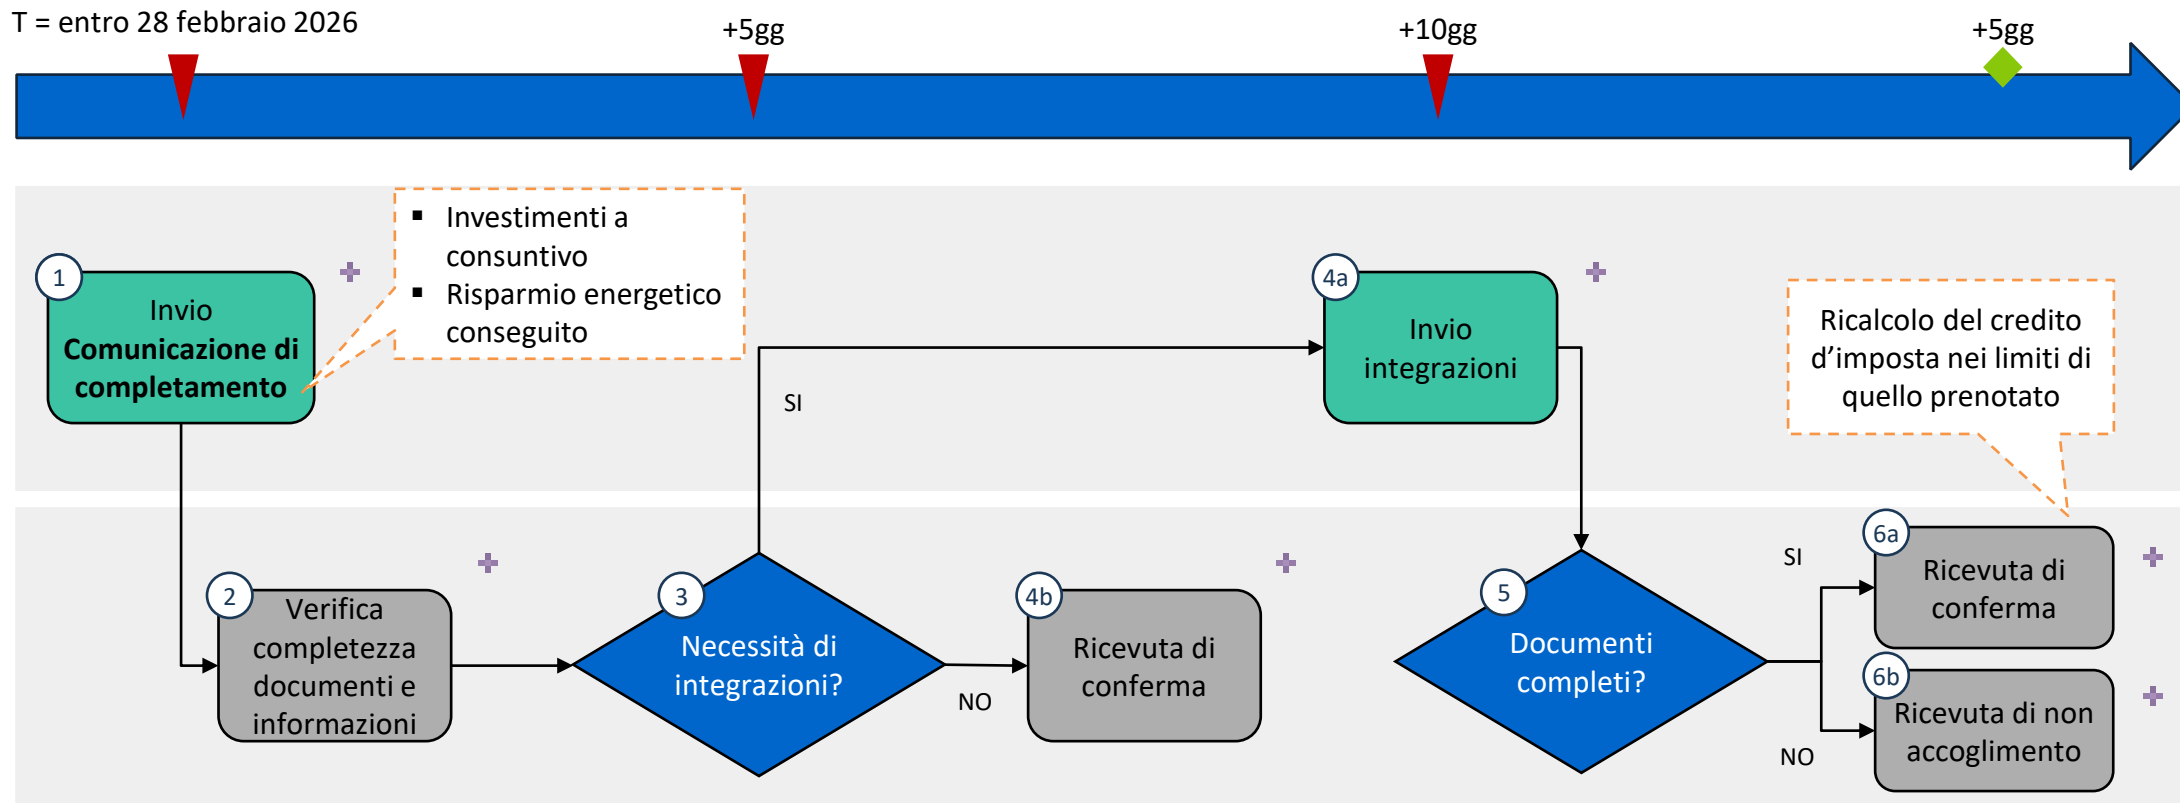 T = entro 28 febbraio 2026
+5gg
+10gg
+5gg
1
Invio
Comunicazione di
completamento
▪ Investimenti a
consuntivo
▪ Risparmio energetico
conseguito
4a
Invio
integrazioni
Ricalcolo del credito
d’imposta nei limiti di
quello prenotato
SI
2
Verifica
completezza
documenti e
informazioni
3
Necessità di
integrazioni?
NO
4b
Ricevuta di
conferma
5
Documenti
completi?
SI
NO
6a
Ricevuta di
conferma
6b
Ricevuta di non
accoglimento